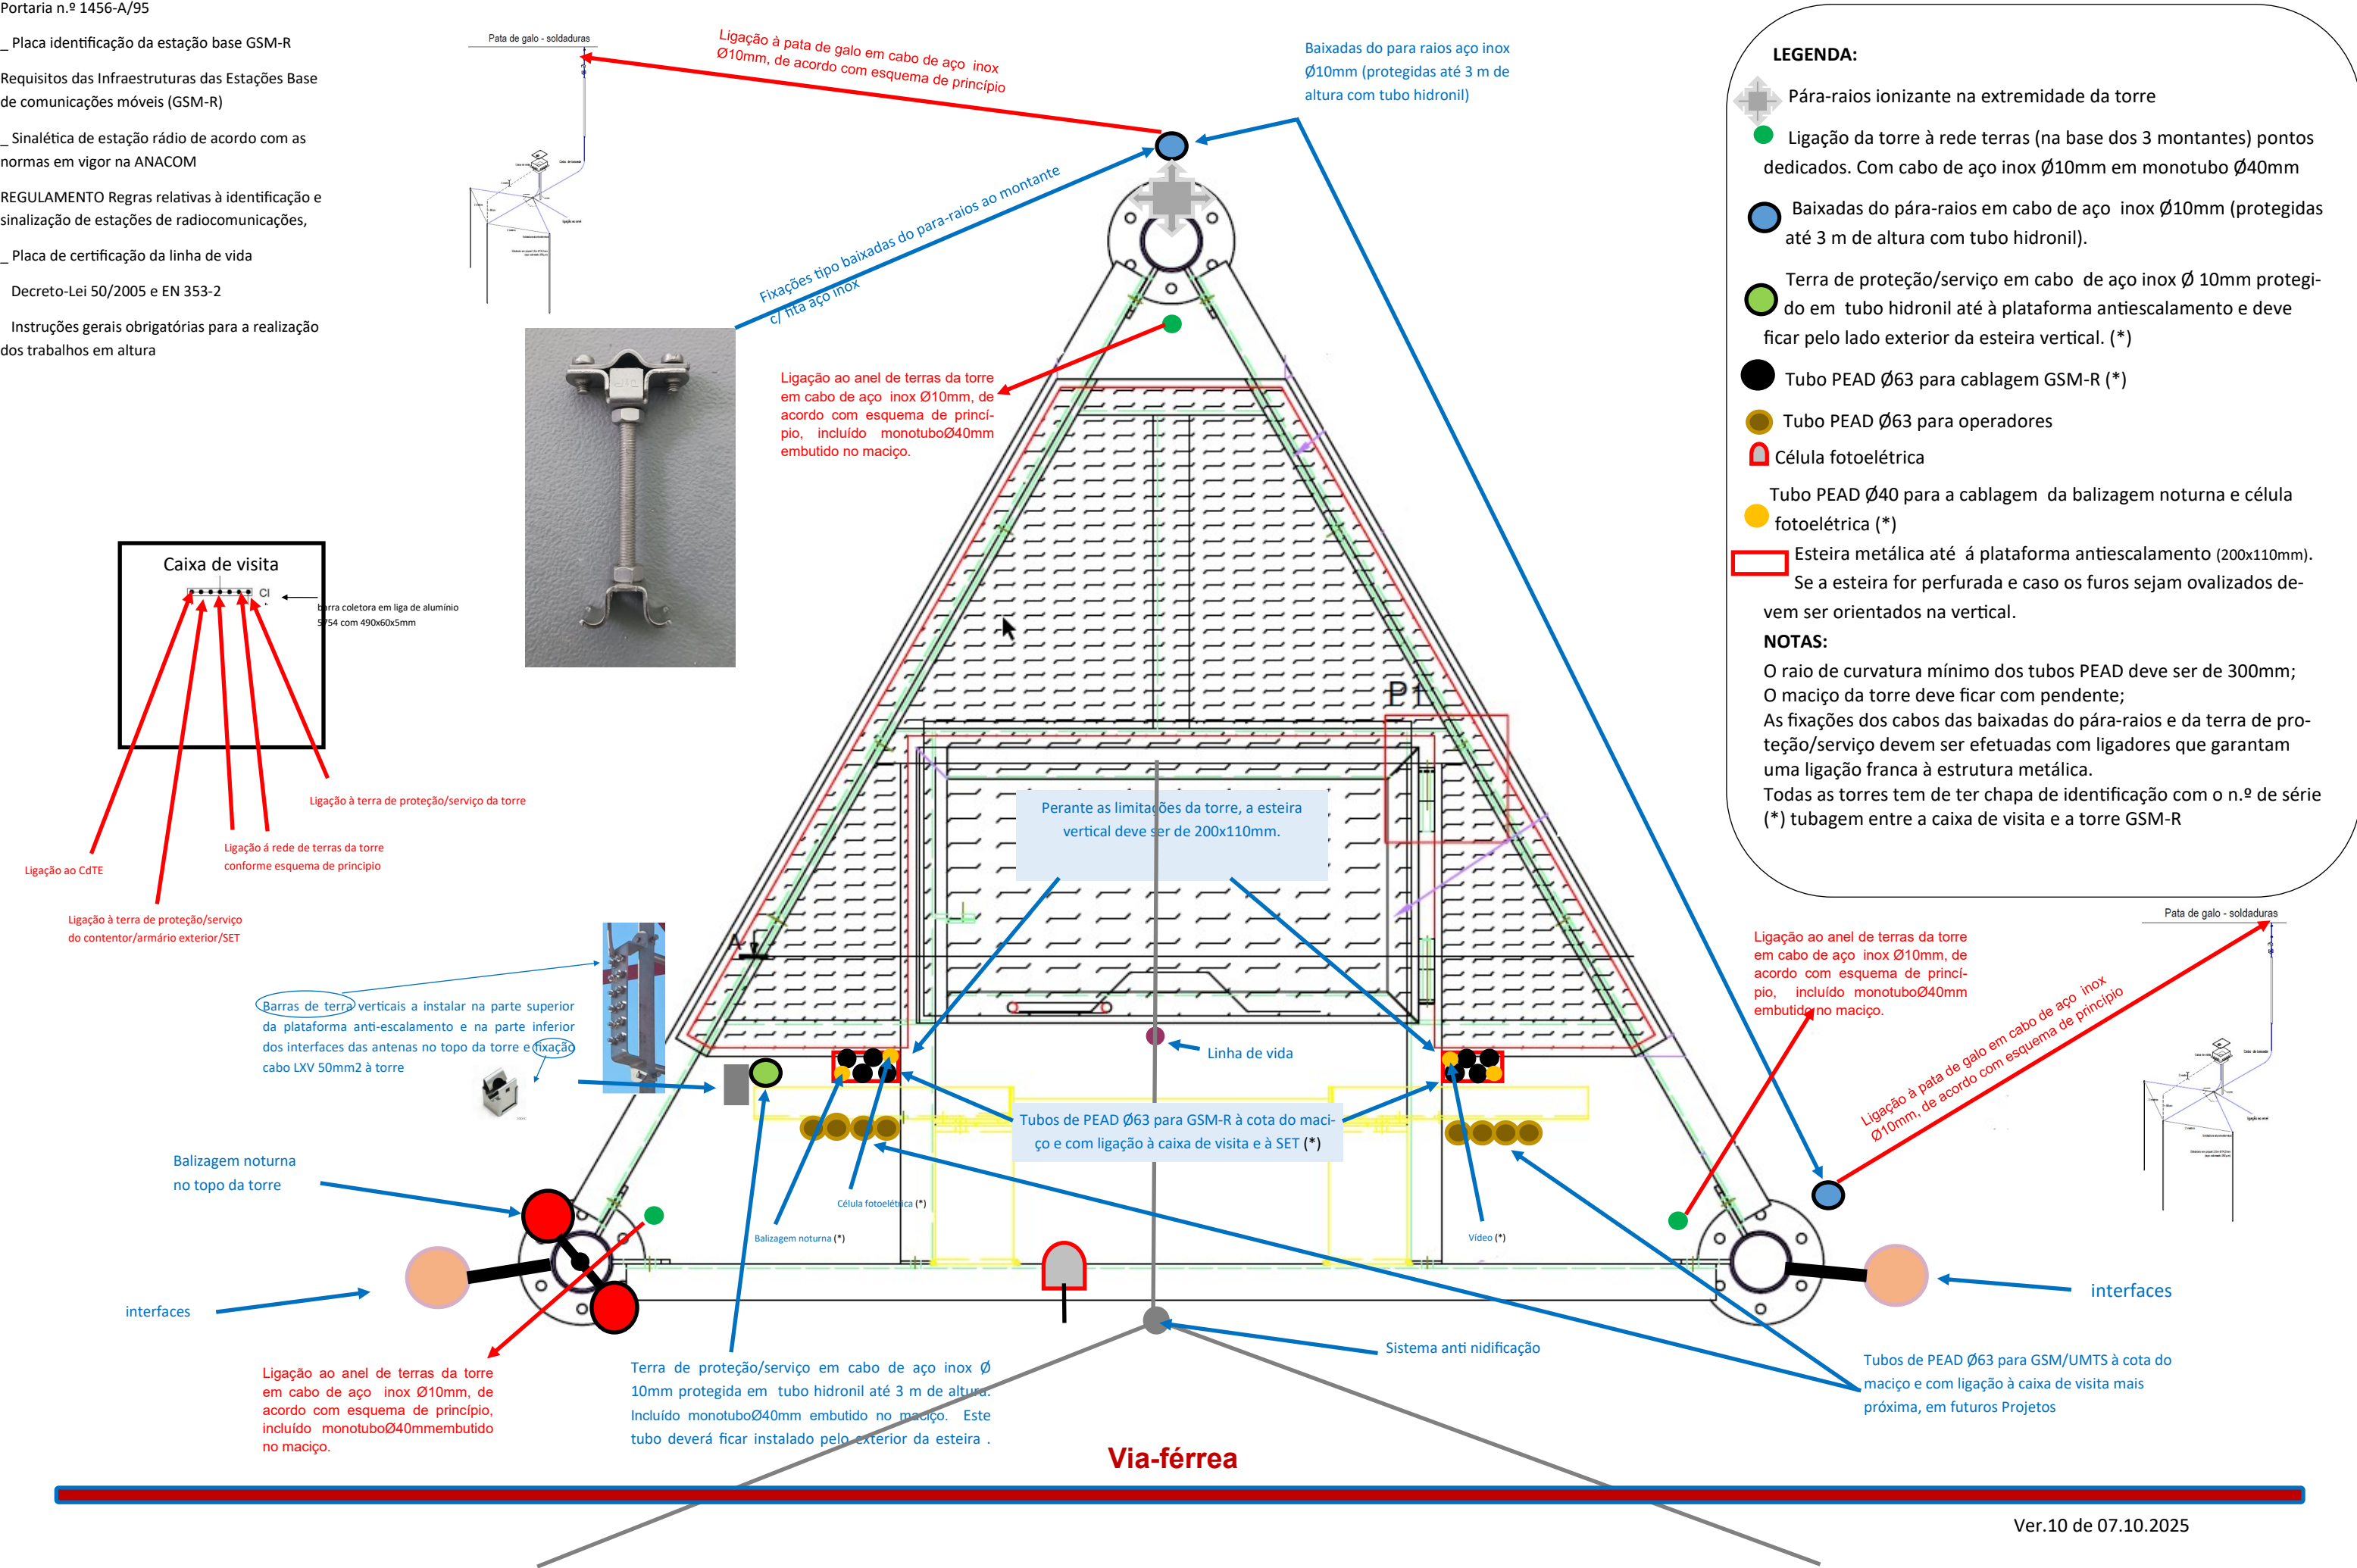 Portaria n.º 1456-A/95
_ Placa identificação da estação base GSM-R
Requisitos das Infraestruturas das Estações Base
de comunicações móveis (GSM-R)
_ Sinalética de estação rádio de acordo com as
normas em vigor na ANACOM
REGULAMENTO Regras relativas à identificação e
sinalização de estações de radiocomunicações,
_ Placa de certificação da linha de vida
Decreto-Lei 50/2005 e EN 353-2
Instruções gerais obrigatórias para a realização
dos trabalhos em altura
Pata de galo - soldaduras
Ligação à pata de galo em cabo de aço inox
Ø10mm, de acordo com esquema de princípio
Baixadas do para raios aço inox
Ø10mm (protegidas até 3 m de
altura com tubo hidronil)
Fixações tipo baixadas do para-raios ao montante
c/ fita aço inox
Ligação ao anel de terras da torre
em cabo de aço inox Ø10mm, de
acordo com esquema de princí-
pio, incluído monotuboØ40mm
embutido no maciço.
LEGENDA:
Pára-raios ionizante na extremidade da torre
Ligação da torre à rede terras (na base dos 3 montantes) pontos
dedicados. Com cabo de aço inox Ø10mm em monotubo Ø40mm
Baixadas do pára-raios em cabo de aço inox Ø10mm (protegidas
até 3 m de altura com tubo hidronil).
Terra de proteção/serviço em cabo de aço inox Ø 10mm protegi-
do em tubo hidronil até à plataforma antiescalamento e deve
ficar pelo lado exterior da esteira vertical. (*)
Tubo PEAD Ø63 para cablagem GSM-R (*)
Tubo PEAD Ø63 para operadores
Célula fotoelétrica
Tubo PEAD Ø40 para a cablagem da balizagem noturna e célula
fotoelétrica (*)
Esteira metálica até á plataforma antiescalamento (200x110mm).
Se a esteira for perfurada e caso os furos sejam ovalizados de-
vem ser orientados na vertical.
NOTAS:
O raio de curvatura mínimo dos tubos PEAD deve ser de 300mm;
O maciço da torre deve ficar com pendente;
As fixações dos cabos das baixadas do pára-raios e da terra de pro-
teção/serviço devem ser efetuadas com ligadores que garantam
uma ligação franca à estrutura metálica.
Todas as torres tem de ter chapa de identificação com o n.º de série
(*) tubagem entre a caixa de visita e a torre GSM-R
Caixa de visita
CI
barra coletora em liga de alumínio
5754 com 490x60x5mm
Ligação à terra de proteção/serviço da torre
Ligação á rede de terras da torre
conforme esquema de principio
Ligação ao CdTE
Ligação à terra de proteção/serviço
do contentor/armário exterior/SET
P1
A
Perante as limitações da torre, a esteira
vertical deve ser de 200x110mm.
Barras de terra verticais a instalar na parte superior
da plataforma anti-escalamento e na parte inferior
dos interfaces das antenas no topo da torre e fixação
cabo LXV 50mm2 à torre
Linha de vida
Tubos de PEAD Ø63 para GSM-R à cota do maci-
ço e com ligação à caixa de visita e à SET (*)
Célula fotoelétrica (*)
Balizagem noturna (*)
Vídeo (*)
Ligação ao anel de terras da torre
em cabo de aço inox Ø10mm, de
acordo com esquema de princí-
pio, incluído monotuboØ40mm
embutido no maciço.
Pata de galo - soldaduras
Ligação à pata de galo em cabo de aço inox
Ø10mm, de acordo com esquema de princípio
Balizagem noturna
no topo da torre
interfaces
interfaces
Sistema anti nidificação
Ligação ao anel de terras da torre
em cabo de aço inox Ø10mm, de
acordo com esquema de princípio,
incluído monotuboØ40mmembutido
no maciço.
Terra de proteção/serviço em cabo de aço inox Ø
10mm protegida em tubo hidronil até 3 m de altura.
Incluído monotuboØ40mm embutido no maciço. Este
tubo deverá ficar instalado pelo exterior da esteira .
Tubos de PEAD Ø63 para GSM/UMTS à cota do
maciço e com ligação à caixa de visita mais
próxima, em futuros Projetos
Via-férrea
Ver.10 de 07.10.2025